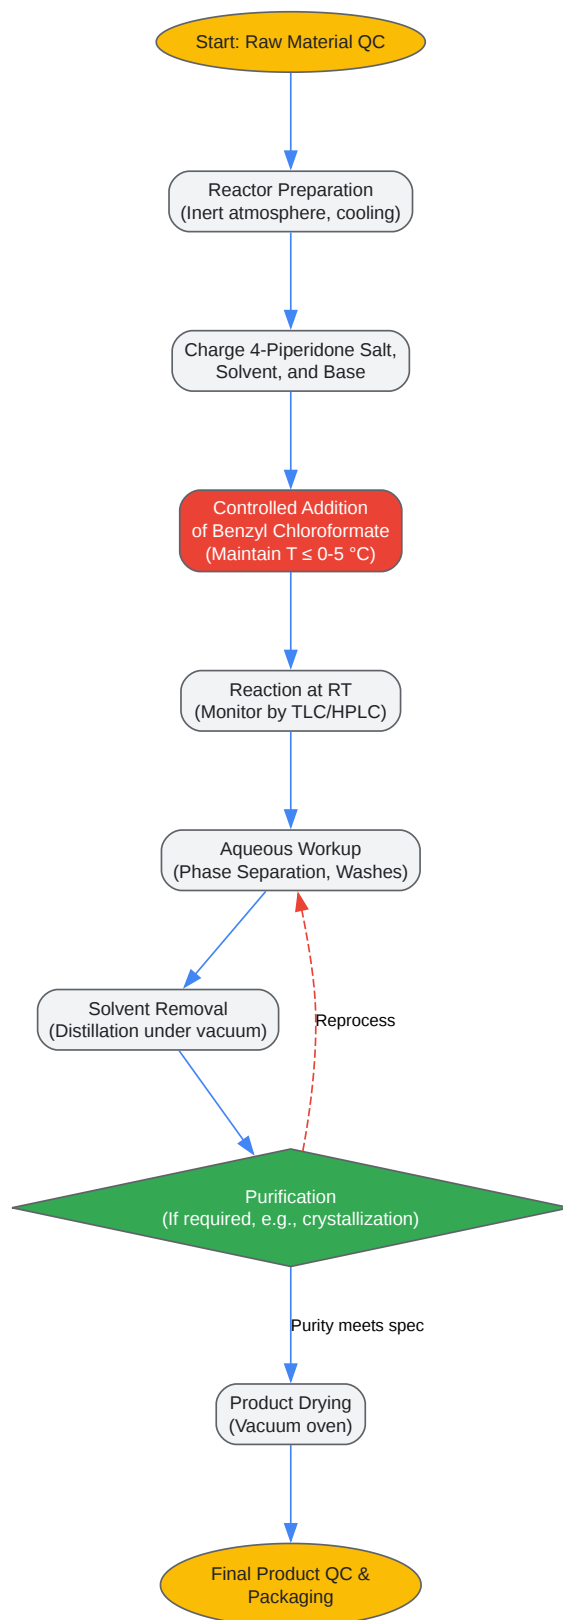 Start: Raw Material QC
Reactor Preparation
(Inert atmosphere, cooling)
Charge 4-Piperidone Salt,
Solvent, and Base
Controlled Addition
of Benzyl Chloroformate
(Maintain T ≤ 0-5 °C)
Reaction at RT
(Monitor by TLC/HPLC)
Aqueous Workup
(Phase Separation, Washes)
Solvent Removal
(Distillation under vacuum)
Reprocess
Purification
(If required, e.g., crystallization)
Purity meets spec
Product Drying
(Vacuum oven)
Final Product QC &
Packaging